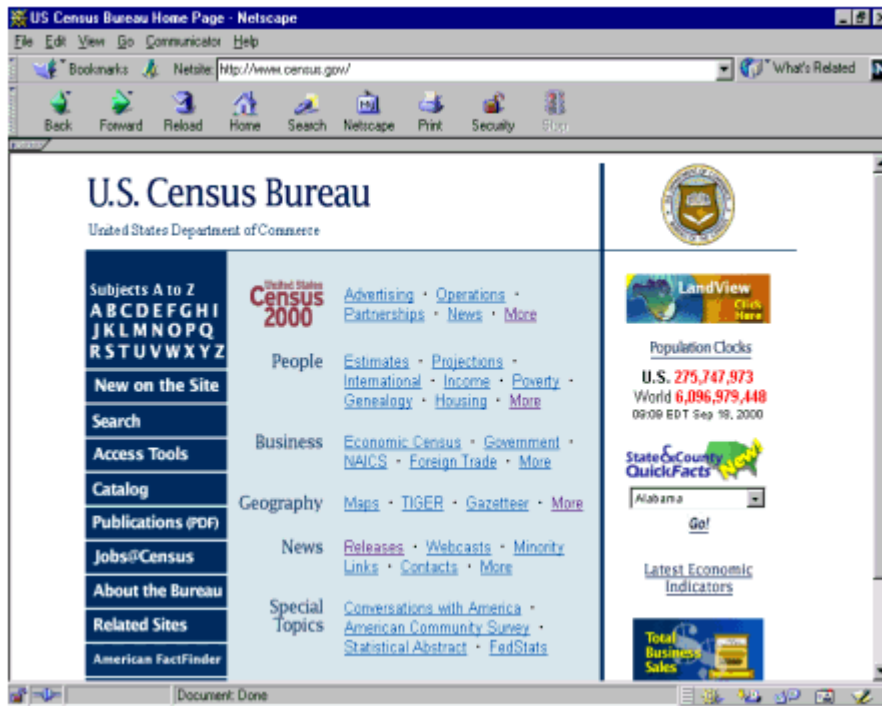 US Census Bureau Home Page - Netscape
File Edit View Go Communicator Help
Bookmarks Netsite: http://www.census.gov/ What's Related
Back Forward Reload Home Search Netscape Print Security Stop
U.S. Census Bureau
United States Department of Commerce
Subjects A to Z
A B C D E F G H I
J K L M N O P Q
R S T U V W X Y Z
New on the Site
Search
Access Tools
Catalog
Publications (PDF)
Jobs@Census
About the Bureau
Related Sites
American FactFinder
United States
Census
2000
Advertising · Operations ·
Partnerships · News · More
People
Estimates · Projections ·
International · Income · Poverty ·
Genealogy · Housing · More
Business
Economic Census · Government ·
NAICS · Foreign Trade · More
Geography
Maps · TIGER · Gazetteer · More
News
Releases · Webcasts · Minority
Links · Contacts · More
Special
Topics
Conversations with America ·
American Community Survey ·
Statistical Abstract · FedStats
LandView
Click
Here
Population Clocks
U.S. 275,747,973
World 6,096,979,448
09:09 EDT Sep 18, 2000
State & County
QuickFacts
New!
Alabama
Go!
Latest Economic
Indicators
Total
Business
Sales
Document: Done